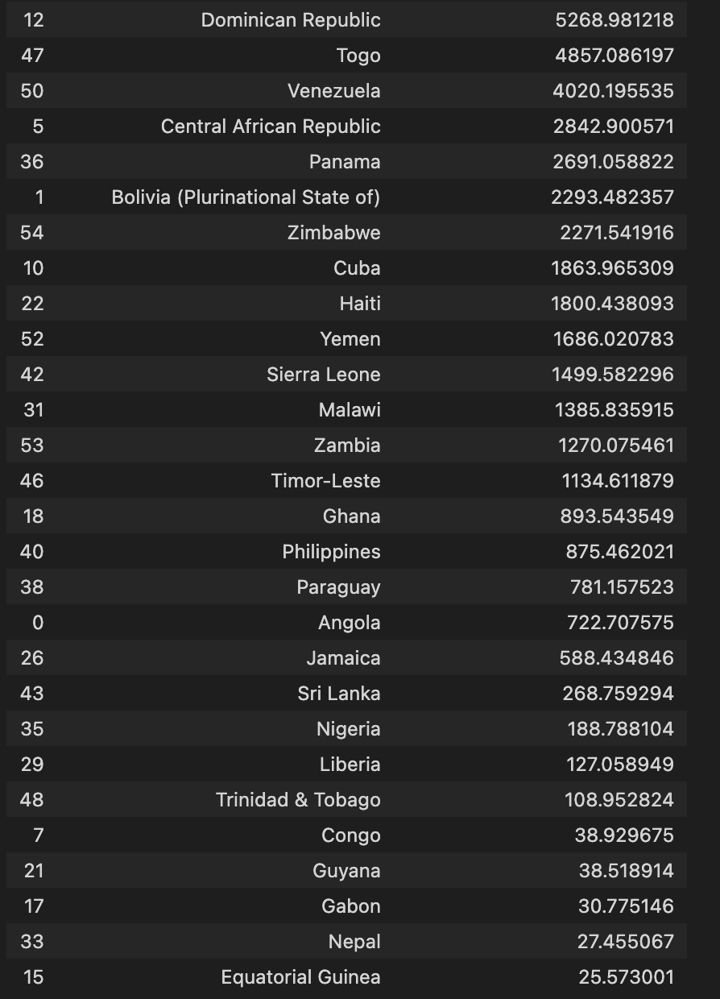 12 Dominican Republic 5268.981218
47 Togo 4857.086197
50 Venezuela 4020.195535
5 Central African Republic 2842.900571
36 Panama 2691.058822
1 Bolivia (Plurinational State of) 2293.482357
54 Zimbabwe 2271.541916
10 Cuba 1863.965309
22 Haiti 1800.438093
52 Yemen 1686.020783
42 Sierra Leone 1499.582296
31 Malawi 1385.835915
53 Zambia 1270.075461
46 Timor-Leste 1134.611879
18 Ghana 893.543549
40 Philippines 875.462021
38 Paraguay 781.157523
0 Angola 722.707575
26 Jamaica 588.434846
43 Sri Lanka 268.759294
35 Nigeria 188.788104
29 Liberia 127.058949
48 Trinidad & Tobago 108.952824
7 Congo 38.929675
21 Guyana 38.518914
17 Gabon 30.775146
33 Nepal 27.455067
15 Equatorial Guinea 25.573001